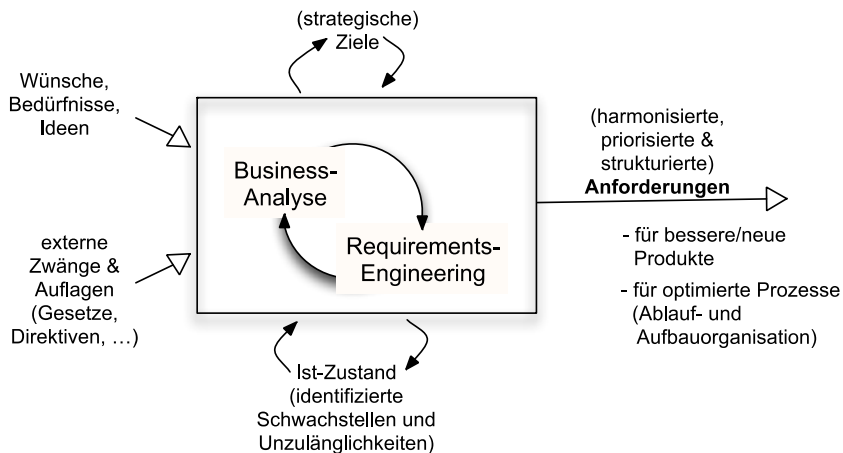 (strategische)
Ziele
Wünsche,
Bedürfnisse,
Ideen
externe
Zwänge &
Auflagen
(Gesetze,
Direktiven, …)
Business-
Analyse
Requirements-
Engineering
Ist-Zustand
(identifizierte
Schwachstellen und
Unzulänglichkeiten)
(harmonisierte,
priorisierte &
strukturierte)
Anforderungen
- für bessere/neue
Produkte
- für optimierte Prozesse
(Ablauf- und
Aufbauorganisation)